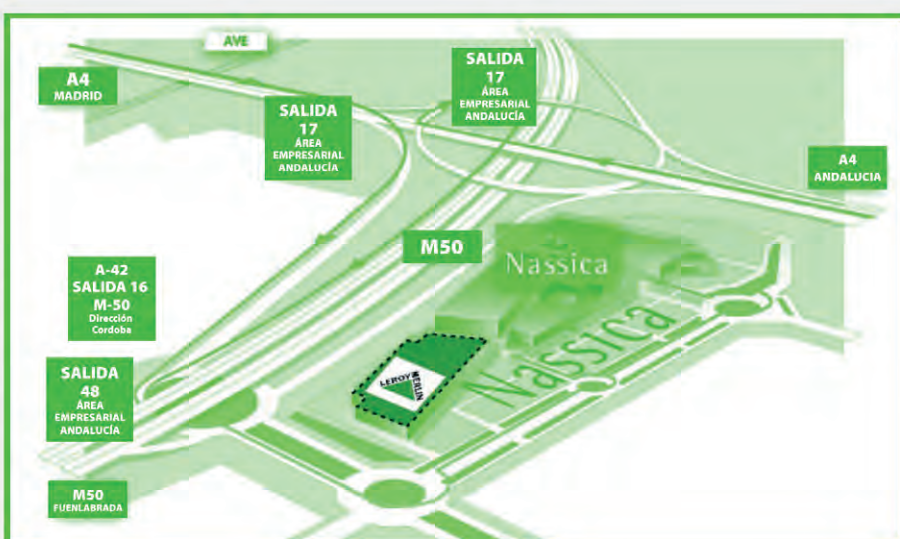 AVE
A4
MADRID
SALIDA
17
ÁREA
EMPRESARIAL
ANDALUCÍA
SALIDA
17
ÁREA
EMPRESARIAL
ANDALUCÍA
A4
ANDALUCIA
M50
Nassica
A-42
SALIDA 16
M-50
Dirección
Cordoba
Nassica
LEROY
MERLIN
SALIDA
48
ÁREA
EMPRESARIAL
ANDALUCÍA
M50
FUENLABRADA